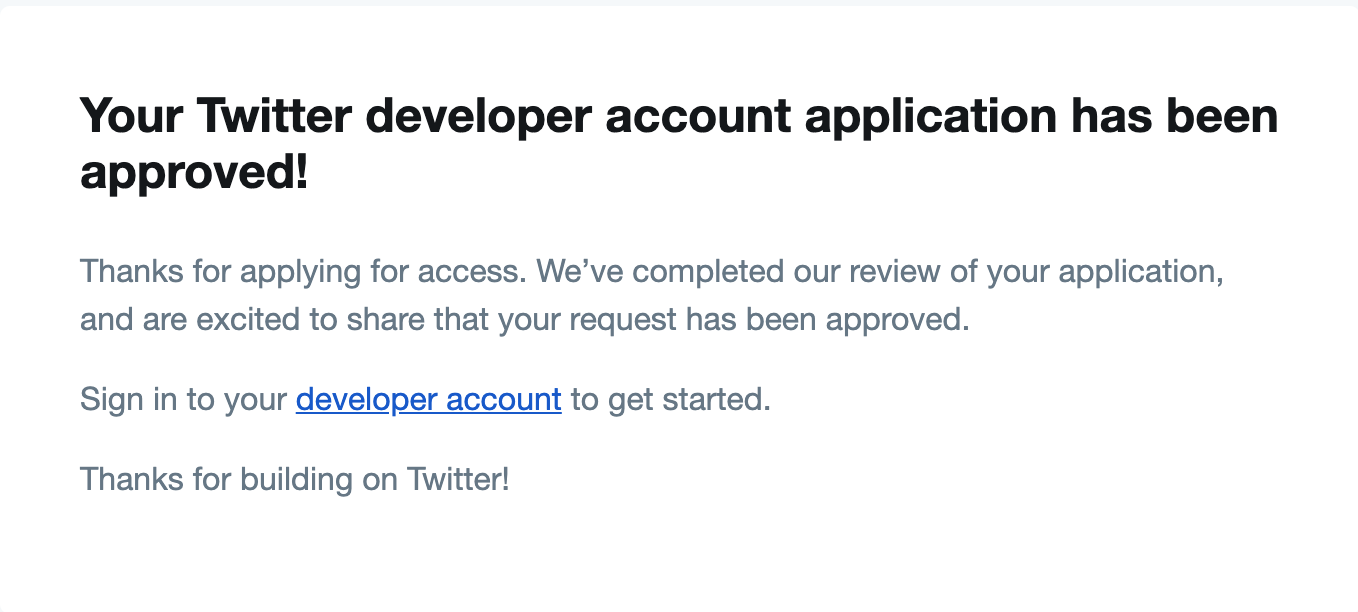 Your Twitter developer account application has been
approved!
Thanks for applying for access. We’ve completed our review of your application,
and are excited to share that your request has been approved.
Sign in to your developer account to get started.
Thanks for building on Twitter!